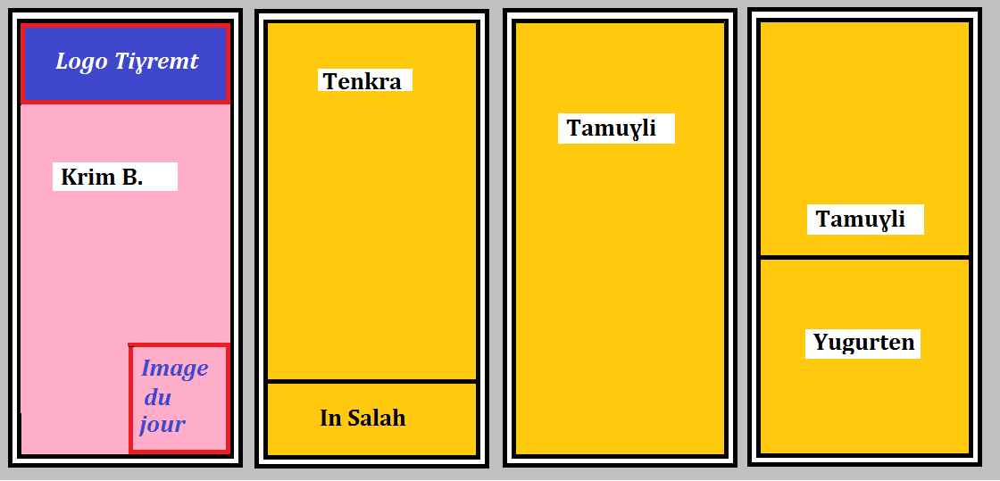 Logo Tiɣremt
Krim B.
Image
du
jour
Tenkra
In Salah
Tamuɣli
Tamuɣli
Yugurten